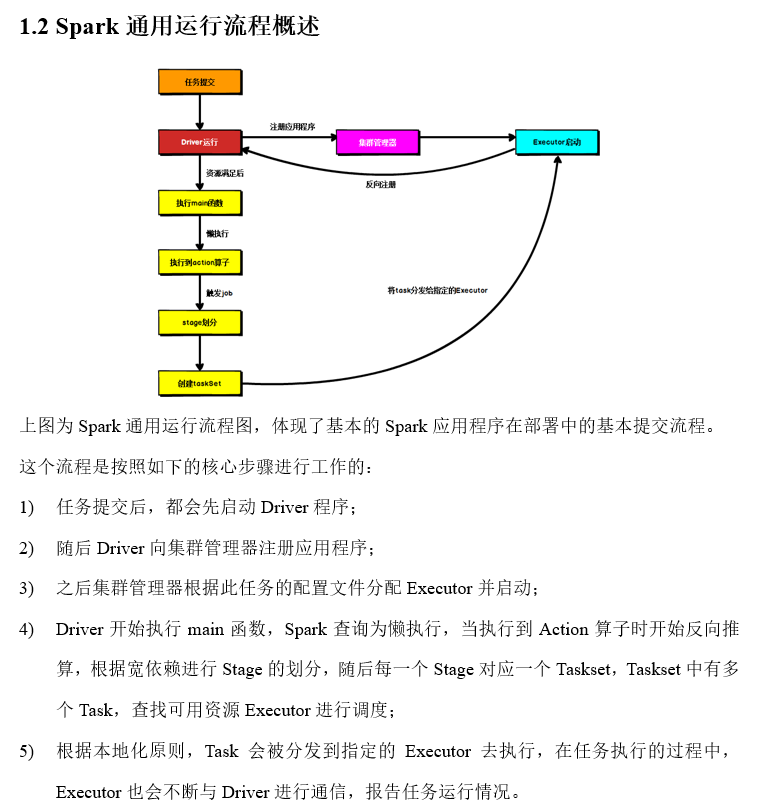 1.2 Spark 通用运行流程概述
任务提交
Driver运行
注册应用程序
集群管理器
Executor启动
反向注册
资源满足后
执行main函数
懒执行
执行到action算子
触发job
将task分发给指定的Executor
stage划分
创建taskSet
上图为 Spark 通用运行流程图，体现了基本的 Spark 应用程序在部署中的基本提交流程。
这个流程是按照如下的核心步骤进行工作的：
1) 任务提交后，都会先启动 Driver 程序；
2) 随后 Driver 向集群管理器注册应用程序；
3) 之后集群管理器根据此任务的配置文件分配 Executor 并启动；
4) Driver 开始执行 main 函数，Spark 查询为懒执行，当执行到 Action 算子时开始反向推
算，根据宽依赖进行 Stage 的划分，随后每一个 Stage 对应一个 Taskset，Taskset 中有多
个 Task，查找可用资源 Executor 进行调度；
5) 根据本地化原则，Task 会被分发到指定的 Executor 去执行，在任务执行的过程中，
Executor 也会不断与 Driver 进行通信，报告任务运行情况。